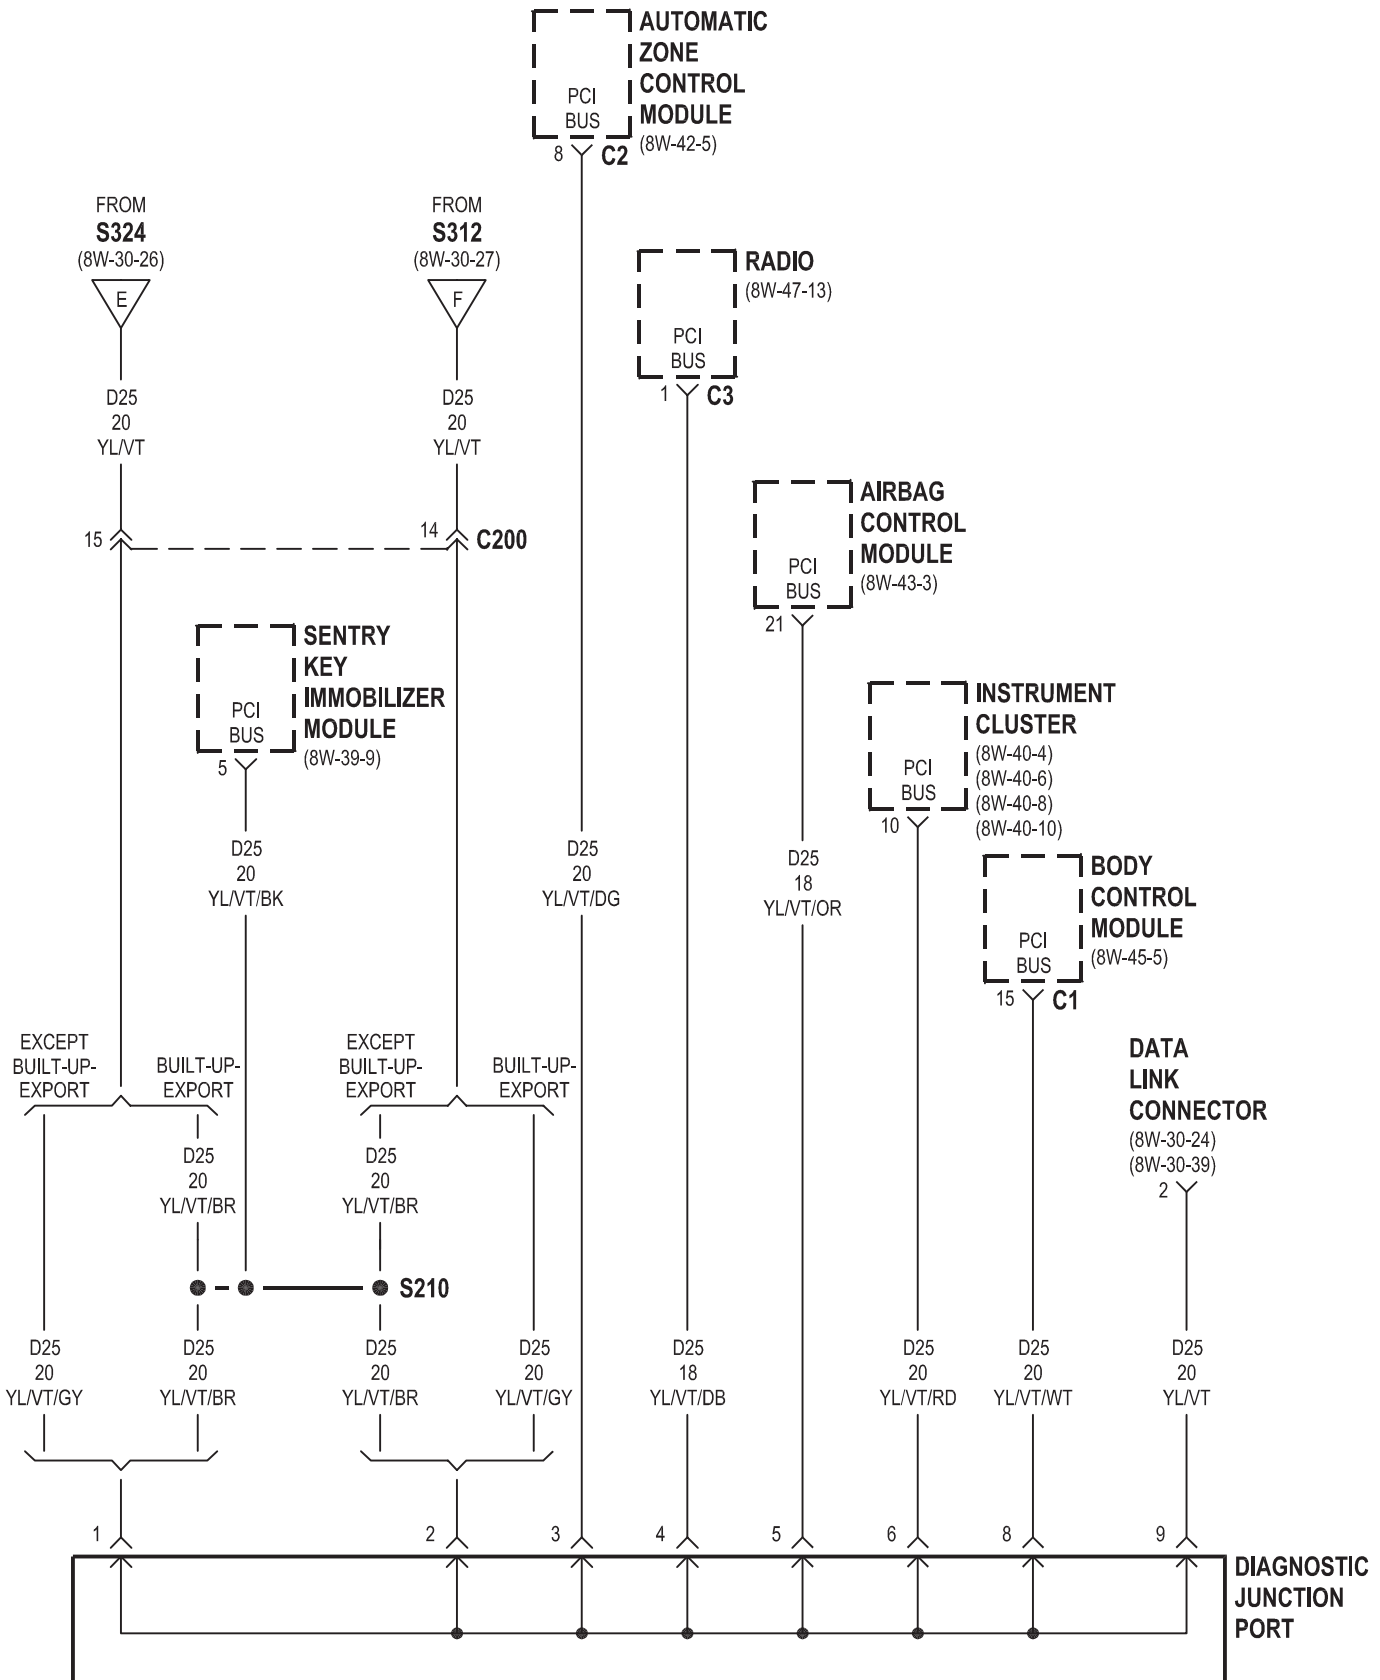 AUTOMATIC
ZONE
CONTROL
MODULE
(8W-42-5)
PCI
BUS
8
C2
FROM
S324
(8W-30-26)
E
FROM
S312
(8W-30-27)
F
RADIO
(8W-47-13)
PCI
BUS
1
C3
D25
20
YL/VT
D25
20
YL/VT
15
14
C200
AIRBAG
CONTROL
MODULE
(8W-43-3)
PCI
BUS
21
SENTRY
KEY
IMMOBILIZER
MODULE
(8W-39-9)
PCI
BUS
5
INSTRUMENT
CLUSTER
(8W-40-4)
(8W-40-6)
(8W-40-8)
(8W-40-10)
PCI
BUS
10
D25
20
YL/VT/BK
D25
20
YL/VT/DG
D25
18
YL/VT/OR
BODY
CONTROL
MODULE
(8W-45-5)
PCI
BUS
15
C1
EXCEPT
BUILT-UP-
EXPORT
BUILT-UP-
EXPORT
EXCEPT
BUILT-UP-
EXPORT
BUILT-UP-
EXPORT
DATA
LINK
CONNECTOR
(8W-30-24)
(8W-30-39)
2
D25
20
YL/VT/BR
D25
20
YL/VT/BR
S210
D25
20
YL/VT/GY
D25
20
YL/VT/BR
D25
20
YL/VT/BR
D25
20
YL/VT/GY
D25
18
YL/VT/DB
D25
20
YL/VT/RD
D25
20
YL/VT/WT
D25
20
YL/VT
1
2
3
4
5
6
8
9
DIAGNOSTIC
JUNCTION
PORT